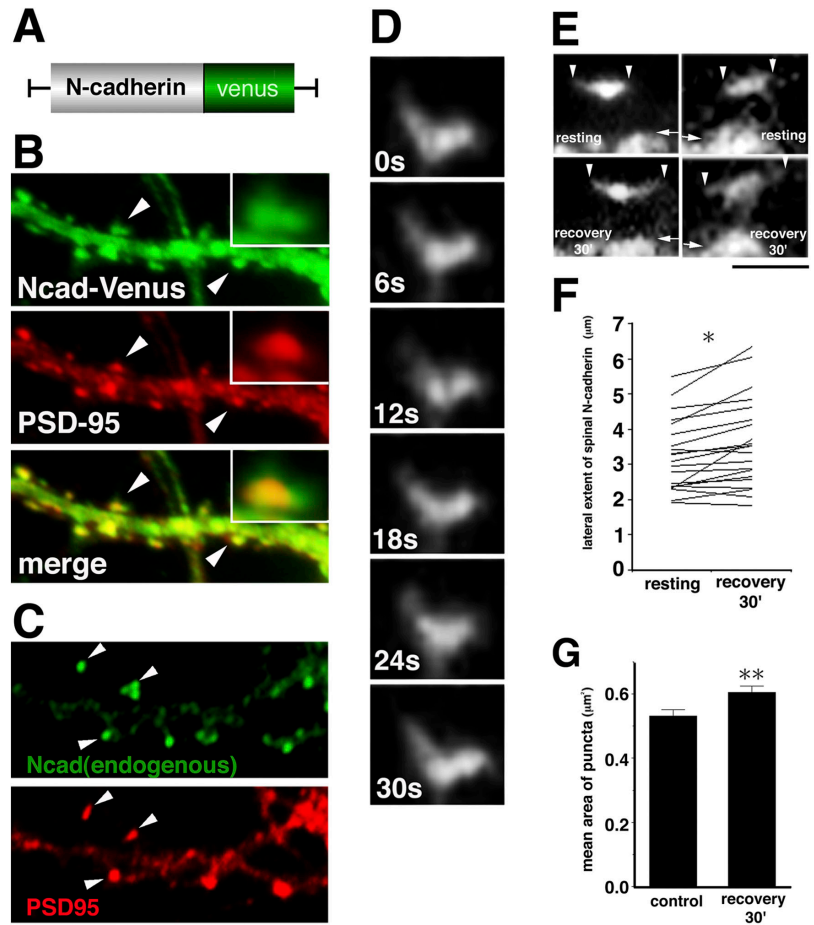 A
N-cadherin venus
B
Ncad-Venus
PSD-95
merge
C
Ncad(endogenous)
PSD95
D
0s
6s
12s
18s
24s
30s
E
resting
resting
recovery
30'
recovery
30'
F
lateral extent of spinal N-cadherin (μm)
7
6
5
4
3
2
1
0
*
resting
recovery
30'
G
mean area of puncta (μm²)
0.6
0.4
0.2
0.0
**
control
recovery
30'